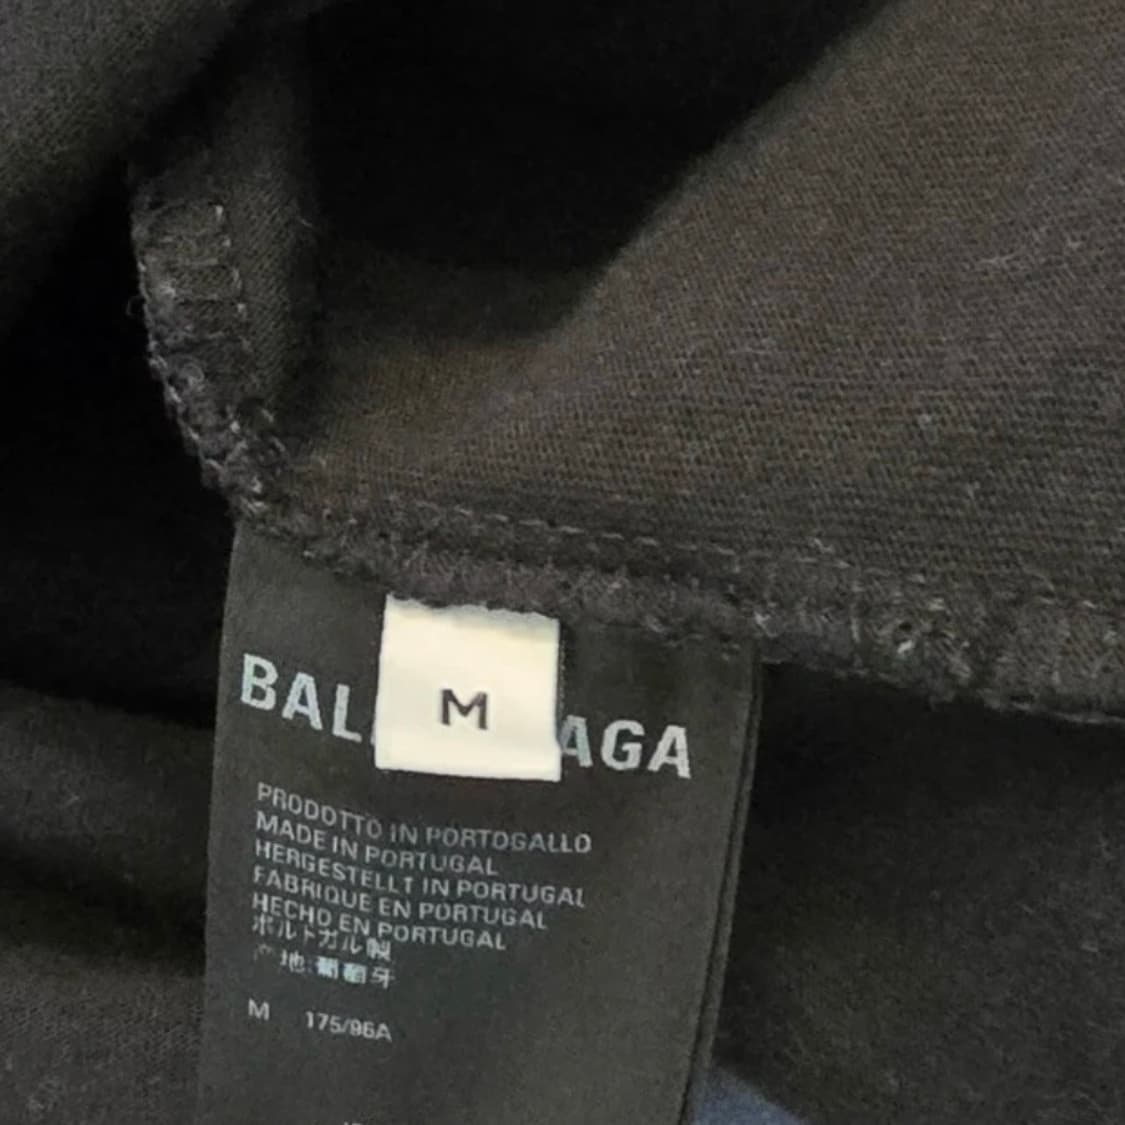 M
BAL AGA
PRODOTTO IN PORTOGALLO
MADE IN PORTUGAL
HERGESTELLT IN PORTUGAL
FABRIQUE EN PORTUGAL
HECHO EN PORTUGAL
ポルトガル製
产地:葡萄牙
M 175/96A